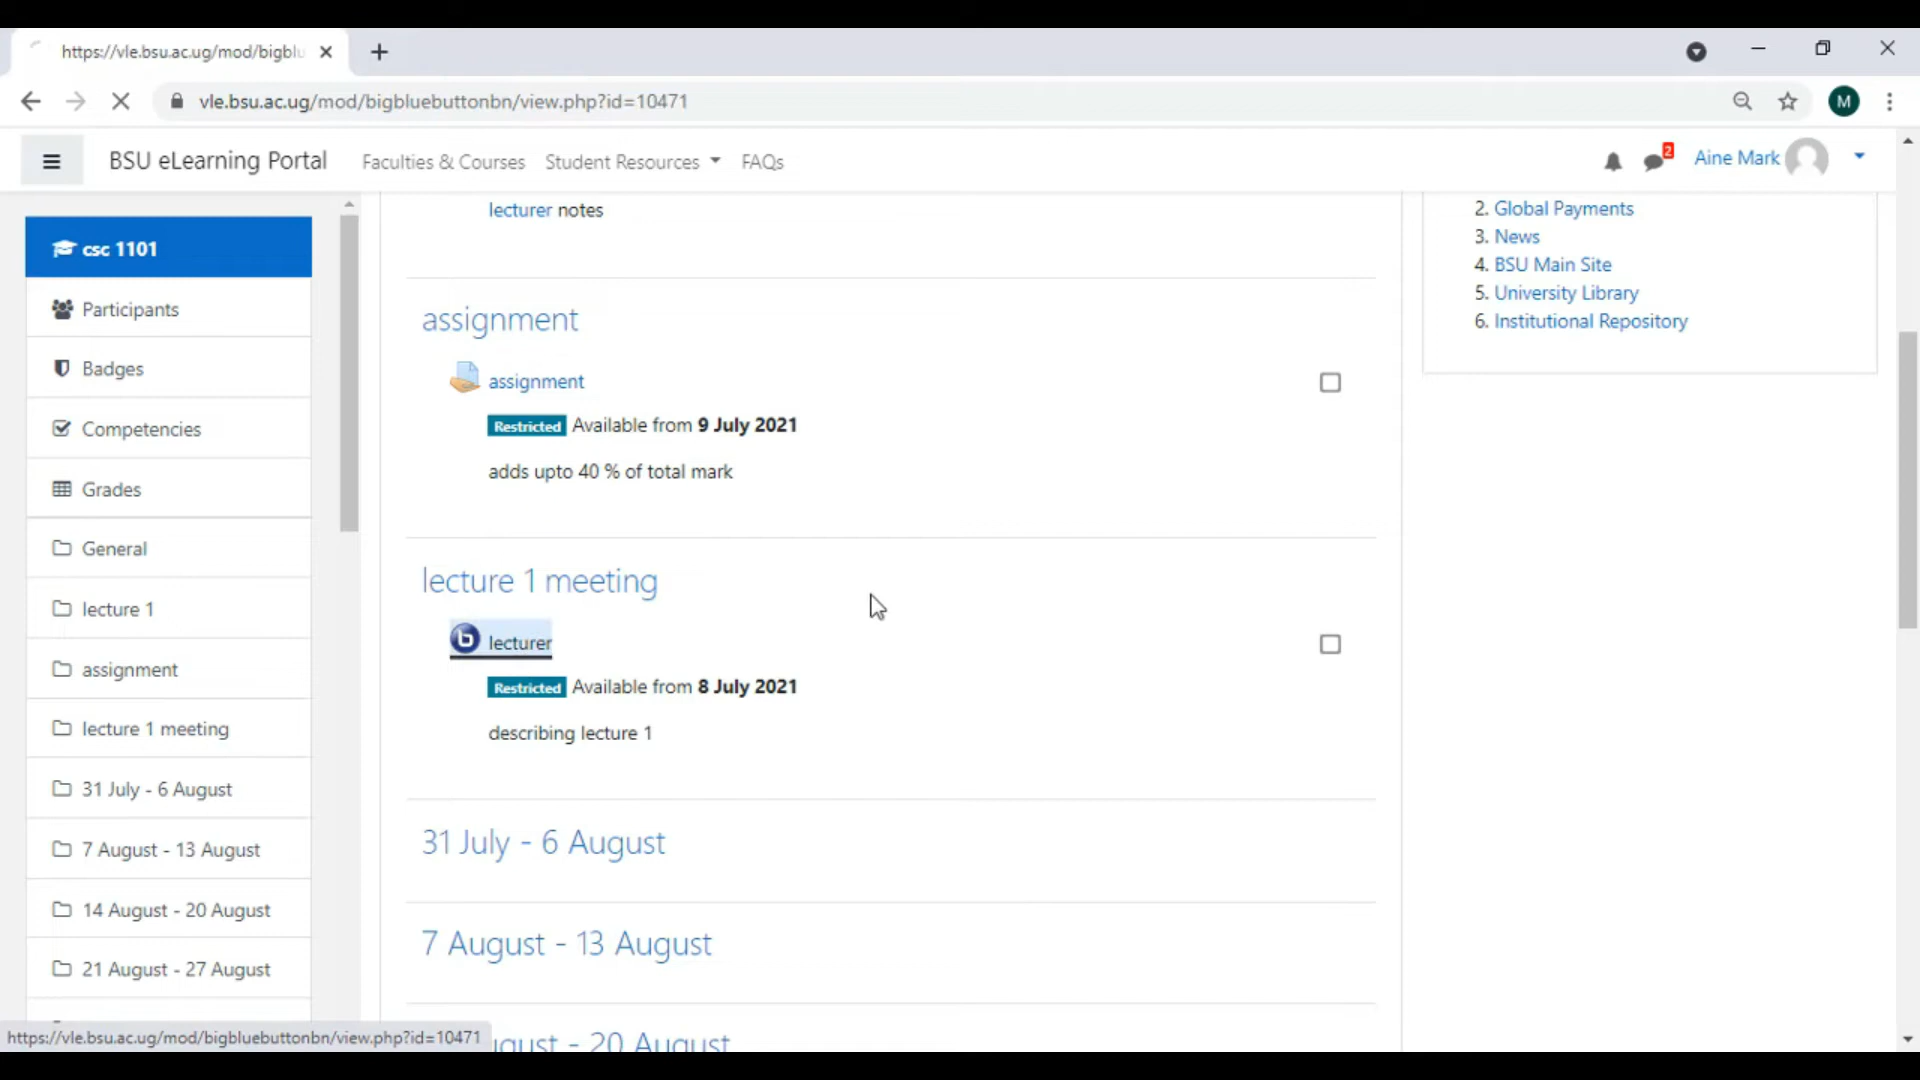 https://vle.bsu.ac.ug/mod/bigblu
vle.bsu.ac.ug/mod/bigbluebuttonbn/view.php?id=10471
M
BSU eLearning Portal
Faculties & Courses
Student Resources
FAQs
2
Aine Mark
csc 1101
Participants
Badges
Competencies
Grades
General
lecture 1
assignment
lecture 1 meeting
31 July - 6 August
7 August - 13 August
14 August - 20 August
21 August - 27 August
lecturer notes
assignment
assignment
Restricted Available from 9 July 2021
adds upto 40 % of total mark
lecture 1 meeting
b lecturer
Restricted Available from 8 July 2021
describing lecture 1
31 July - 6 August
7 August - 13 August
gust - 20 August
2. Global Payments
3. News
4. BSU Main Site
5. University Library
6. Institutional Repository
https://vle.bsu.ac.ug/mod/bigbluebuttonbn/view.php?id=10471